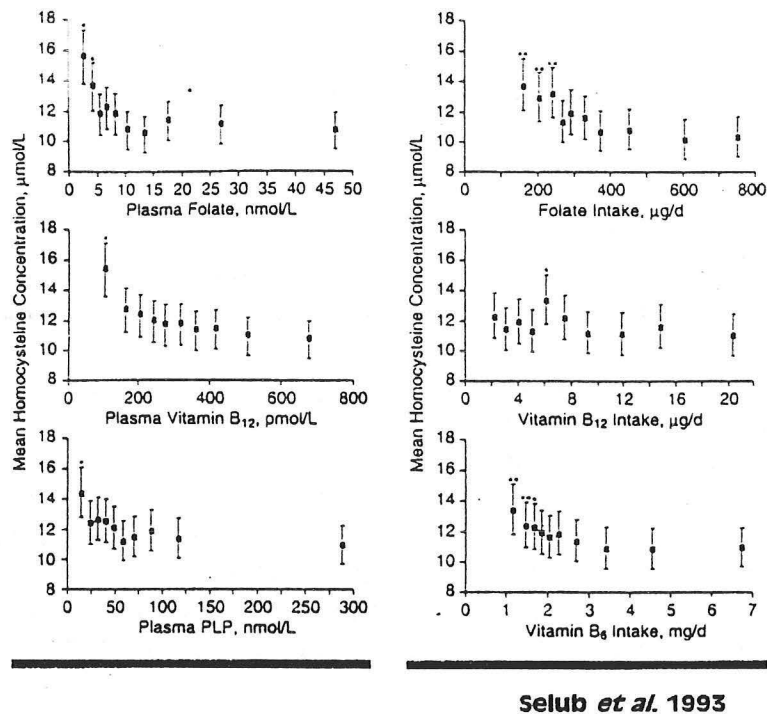 Mean Homocysteine Concentration, μmol/L
18
16
14
12
10
8
0 5 10 15 20 25 30 35 40 45 50
Plasma Folate, nmol/L
18
16
14
12
10
8
0 200 400 600 800
Plasma Vitamin B₁₂, pmol/L
18
16
14
12
10
8
0 25 50 75 100 125 150 200 250 300
Plasma PLP, nmol/L
Mean Homocysteine Concentration, μmol/L
18
16
14
12
10
8
0 200 400 600 800
Folate Intake, μg/d
18
16
14
12
10
8
0 4 8 12 16 20
Vitamin B₁₂ Intake, μg/d
18
16
14
12
10
8
0 1 2 3 4 5 6 7
Vitamin B₆ Intake, mg/d
Selub et al. 1993